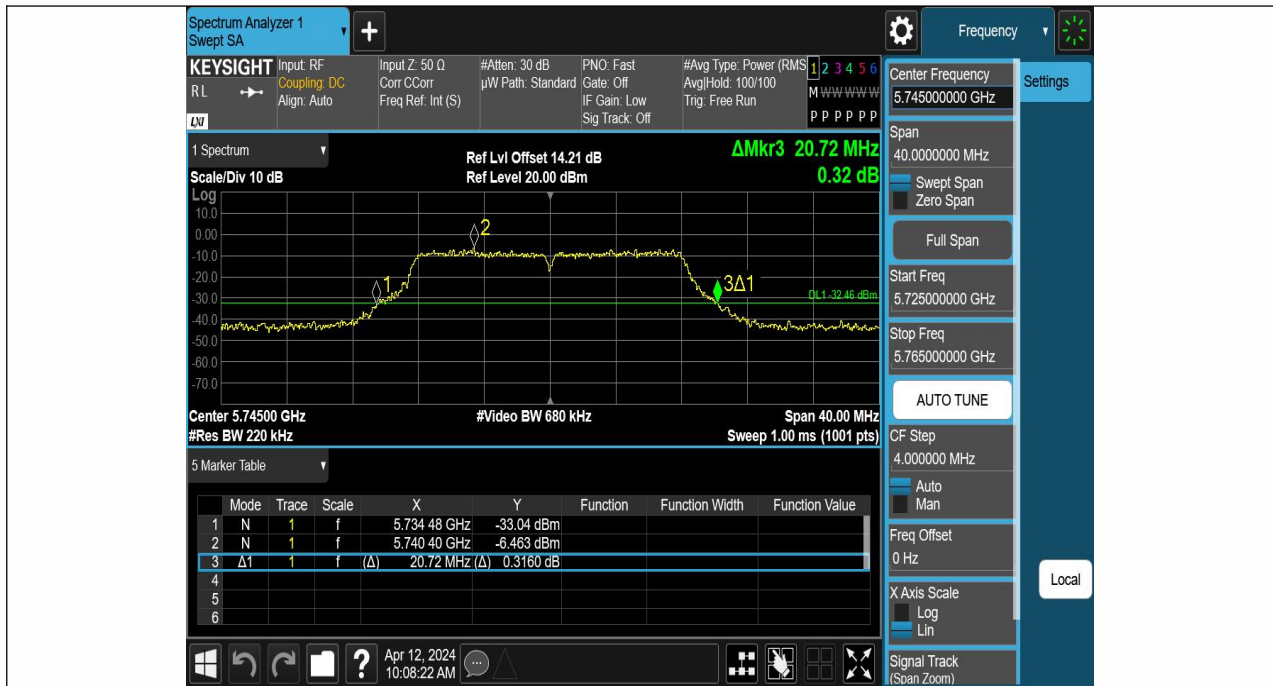 Spectrum Analyzer 1
Swept SA
+
Frequency
KEYSIGHT
R L
LXI
Input: RF
Coupling: DC
Align: Auto
Input Z: 50 Ω
Corr CCorr
Freq Ref: Int (S)
#Atten: 30 dB
µW Path: Standard
PNO: Fast
Gate: Off
IF Gain: Low
Sig Track: Off
#Avg Type: Power (RMS
Avg|Hold: 100/100
Trig: Free Run
1 2 3 4 5 6
M W W W W W
P P P P P P
1 Spectrum
Scale/Div 10 dB
Ref Lvl Offset 14.21 dB
Ref Level 20.00 dBm
ΔMkr3 20.72 MHz
0.32 dB
Log
10.0
0.00
-10.0
-20.0
-30.0
-40.0
-50.0
-60.0
-70.0
1
2
3Δ1
DL1 -32.46 dBm
Center 5.74500 GHz
#Video BW 680 kHz
Span 40.00 MHz
#Res BW 220 kHz
Sweep 1.00 ms (1001 pts)
5 Marker Table
Mode Trace Scale X Y Function Function Width Function Value
1 N 1 f 5.734 48 GHz -33.04 dBm
2 N 1 f 5.740 40 GHz -6.463 dBm
3 Δ1 1 f (Δ) 20.72 MHz (Δ) 0.3160 dB
4
5
6
?
Apr 12, 2024
10:08:22 AM
Center Frequency
5.745000000 GHz
Span
40.0000000 MHz
Swept Span
Zero Span
Full Span
Start Freq
5.725000000 GHz
Stop Freq
5.765000000 GHz
AUTO TUNE
CF Step
4.000000 MHz
Auto
Man
Freq Offset
0 Hz
X Axis Scale
Log
Lin
Signal Track
(Span Zoom)
Settings
Local